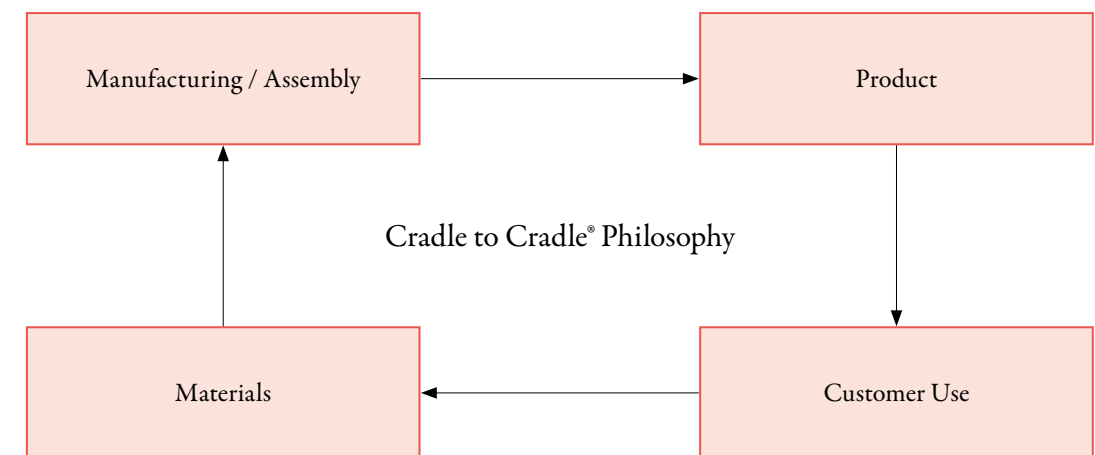 Manufacturing / Assembly
Product
Cradle to Cradle® Philosophy
Materials
Customer Use